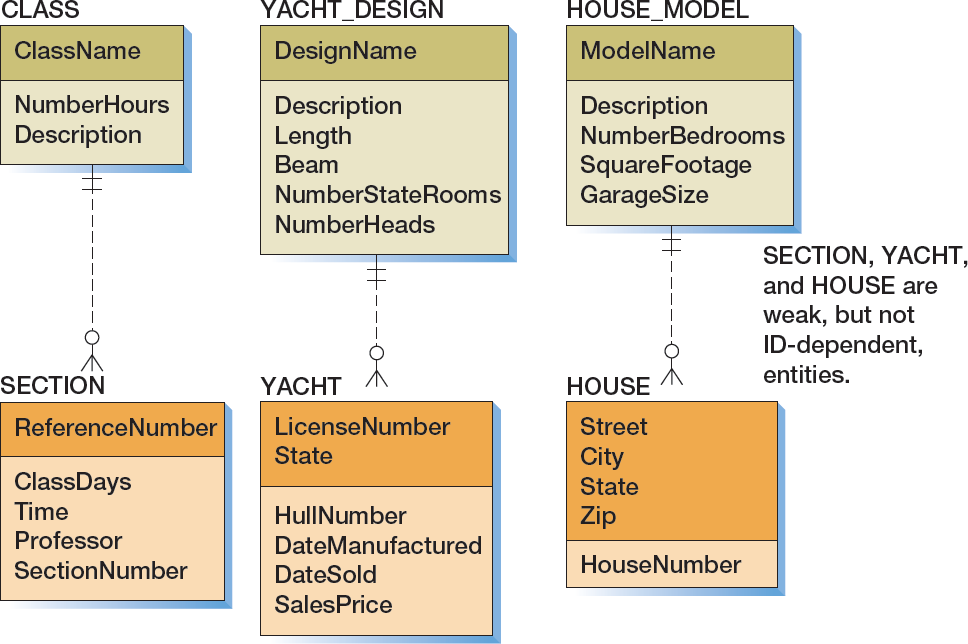 CLASS
ClassName
NumberHours
Description
YACHT_DESIGN
DesignName
Description
Length
Beam
NumberStateRooms
NumberHeads
HOUSE_MODEL
ModelName
Description
NumberBedrooms
SquareFootage
GarageSize
SECTION, YACHT,
and HOUSE are
weak, but not
ID-dependent,
entities.
SECTION
ReferenceNumber
ClassDays
Time
Professor
SectionNumber
YACHT
LicenseNumber
State
HullNumber
DateManufactured
DateSold
SalesPrice
HOUSE
Street
City
State
Zip
HouseNumber